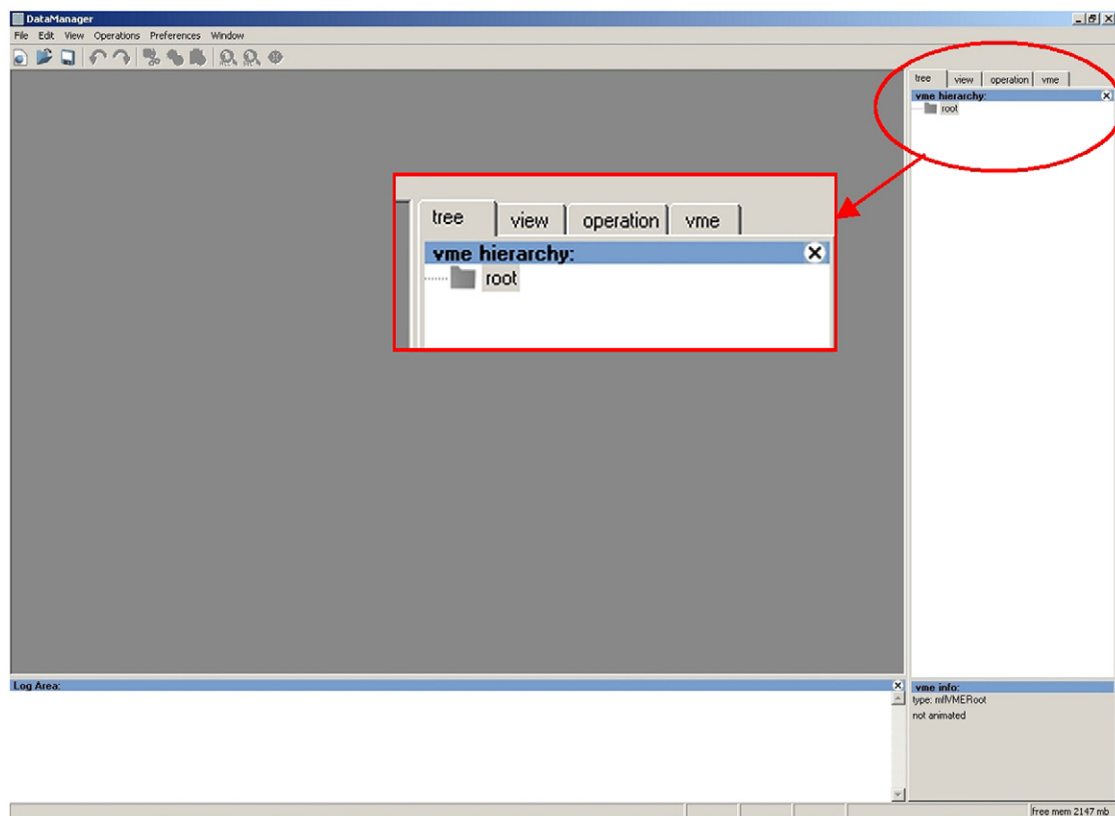 DataManager
File Edit View Operations Preferences Window
tree view operation vme
vme hierarchy:
root
tree view operation vme
vme hierarchy:
root
Log Area:
vme info:
type: mflVMERoot
not animated
free mem 2147 mb